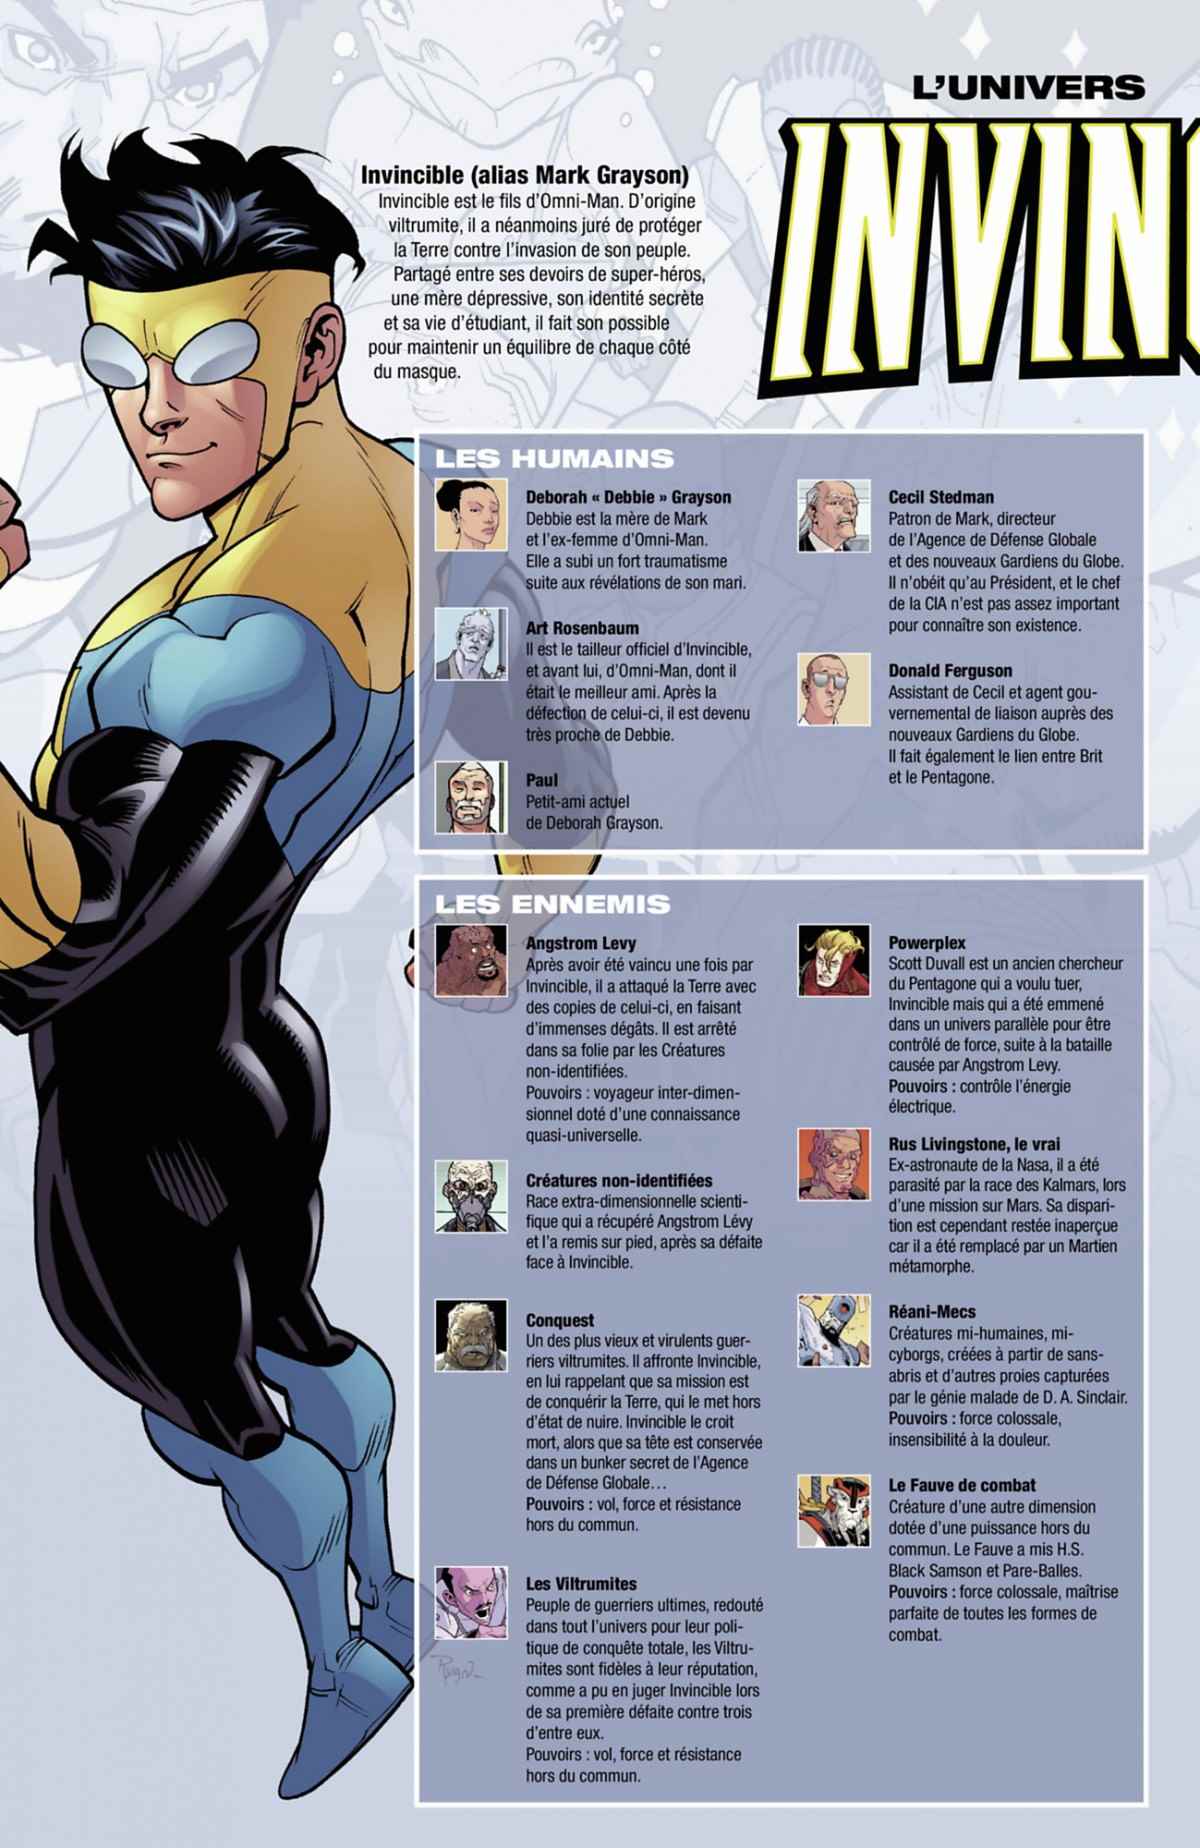 L'UNIVERS
INVINC
Invincible (alias Mark Grayson)
Invincible est le fils d'Omni-Man. D'origine
viltrumite, il a néanmoins juré de protéger
la Terre contre l'invasion de son peuple.
Partagé entre ses devoirs de super-héros,
une mère dépressive, son identité secrète
et sa vie d'étudiant, il fait son possible
pour maintenir un équilibre de chaque côté
du masque.
LES HUMAINS
Deborah « Debbie » Grayson
Debbie est la mère de Mark
et l'ex-femme d'Omni-Man.
Elle a subi un fort traumatisme
suite aux révélations de son mari.
Art Rosenbaum
Il est le tailleur officiel d'Invincible,
et avant lui, d'Omni-Man, dont il
était le meilleur ami. Après la
défection de celui-ci, il est devenu
très proche de Debbie.
Paul
Petit-ami actuel
de Deborah Grayson.
Cecil Stedman
Patron de Mark, directeur
de l'Agence de Défense Globale
et des nouveaux Gardiens du Globe.
Il n'obéit qu'au Président, et le chef
de la CIA n'est pas assez important
pour connaître son existence.
Donald Ferguson
Assistant de Cecil et agent gou-
vernemental de liaison auprès des
nouveaux Gardiens du Globe.
Il fait également le lien entre Brit
et le Pentagone.
LES ENNEMIS
Angstrom Levy
Après avoir été vaincu une fois par
Invincible, il a attaqué la Terre avec
des copies de celui-ci, en faisant
d'immenses dégâts. Il est arrêté
dans sa folie par les Créatures
non-identifiées.
Pouvoirs : voyageur inter-dimen-
sionnel doté d'une connaissance
quasi-universelle.
Créatures non-identifiées
Race extra-dimensionnelle scienti-
fique qui a récupéré Angstrom Lévy
et l'a remis sur pied, après sa défaite
face à Invincible.
Conquest
Un des plus vieux et virulents guer-
riers viltrumites. Il affronte Invincible,
en lui rappelant que sa mission est
de conquérir la Terre, qui le met hors
d'état de nuire. Invincible le croit
mort, alors que sa tête est conservée
dans un bunker secret de l'Agence
de Défense Globale…
Pouvoirs : vol, force et résistance
hors du commun.
Les Viltrumites
Peuple de guerriers ultimes, redouté
dans tout l'univers pour leur poli-
tique de conquête totale, les Viltru-
mites sont fidèles à leur réputation,
comme a pu en juger Invincible lors
de sa première défaite contre trois
d'entre eux.
Pouvoirs : vol, force et résistance
hors du commun.
Powerplex
Scott Duvall est un ancien chercheur
du Pentagone qui a voulu tuer,
Invincible mais qui a été emmené
dans un univers parallèle pour être
contrôlé de force, suite à la bataille
causée par Angstrom Levy.
Pouvoirs : contrôle l'énergie
électrique.
Rus Livingstone, le vrai
Ex-astronaute de la Nasa, il a été
parasité par la race des Kalmars, lors
d'une mission sur Mars. Sa dispari-
tion est cependant restée inaperçue
car il a été remplacé par un Martien
métamorphe.
Réani-Mecs
Créatures mi-humaines, mi-
cyborgs, créées à partir de sans-
abris et d'autres proies capturées
par le génie malade de D. A. Sinclair.
Pouvoirs : force colossale,
insensibilité à la douleur.
Le Fauve de combat
Créature d'une autre dimension
dotée d'une puissance hors du
commun. Le Fauve a mis H.S.
Black Samson et Pare-Balles.
Pouvoirs : force colossale, maîtrise
parfaite de toutes les formes de
combat.